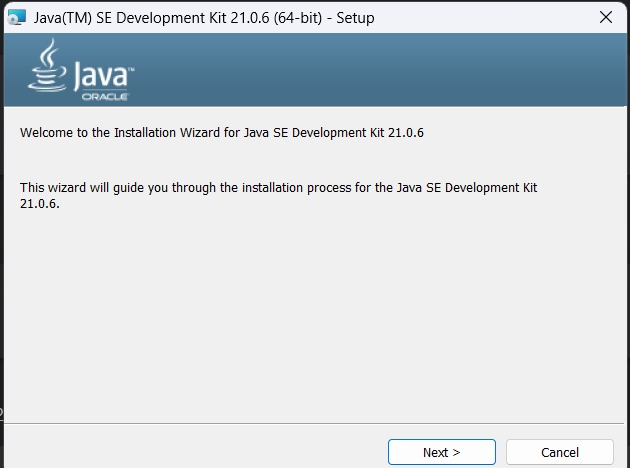 Java(TM) SE Development Kit 21.0.6 (64-bit) - Setup
Java™
ORACLE
Welcome to the Installation Wizard for Java SE Development Kit 21.0.6
This wizard will guide you through the installation process for the Java SE Development Kit
21.0.6.
Next >
Cancel